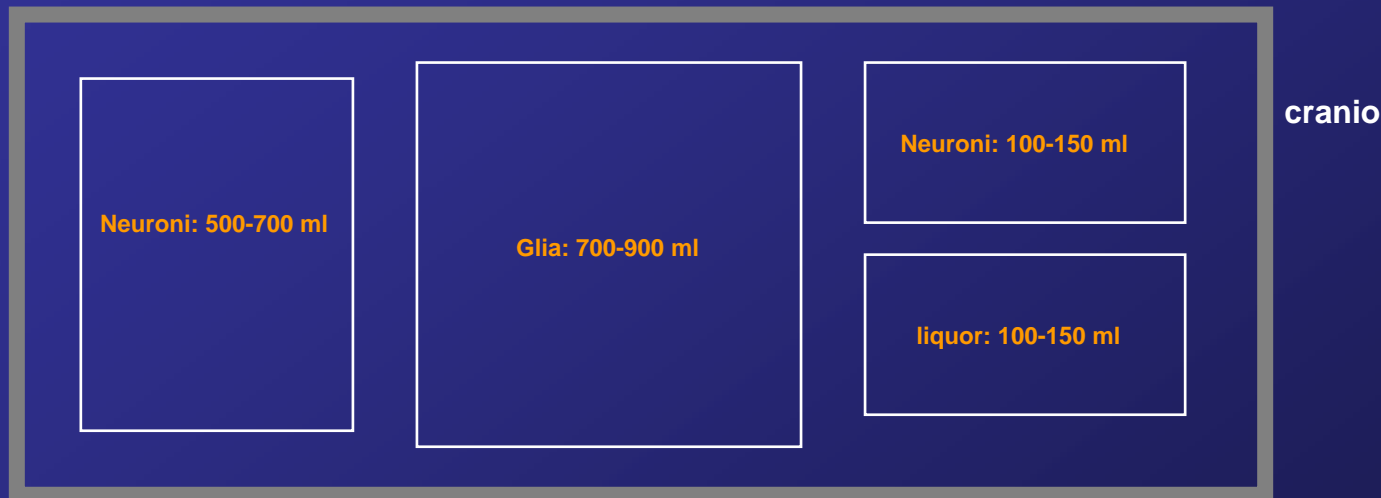 cranio
Neuroni: 500-700 ml
Glia: 700-900 ml
Neuroni: 100-150 ml
liquor: 100-150 ml